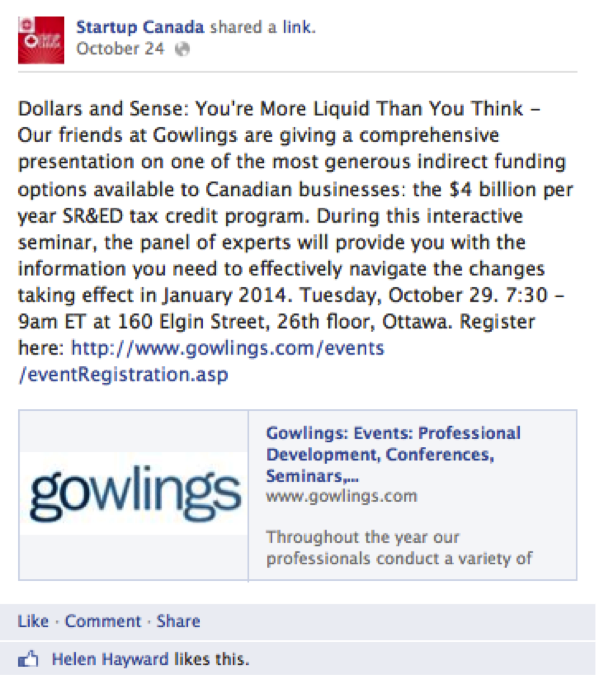 Startup Canada shared a link.
October 24
Dollars and Sense: You're More Liquid Than You Think –
Our friends at Gowlings are giving a comprehensive
presentation on one of the most generous indirect funding
options available to Canadian businesses: the $4 billion per
year SR&ED tax credit program. During this interactive
seminar, the panel of experts will provide you with the
information you need to effectively navigate the changes
taking effect in January 2014. Tuesday, October 29. 7:30 –
9am ET at 160 Elgin Street, 26th floor, Ottawa. Register
here: http://www.gowlings.com/events
/eventRegistration.asp
gowlings
Gowlings: Events: Professional
Development, Conferences,
Seminars,...
www.gowlings.com
Throughout the year our
professionals conduct a variety of
Like · Comment · Share
Helen Hayward likes this.